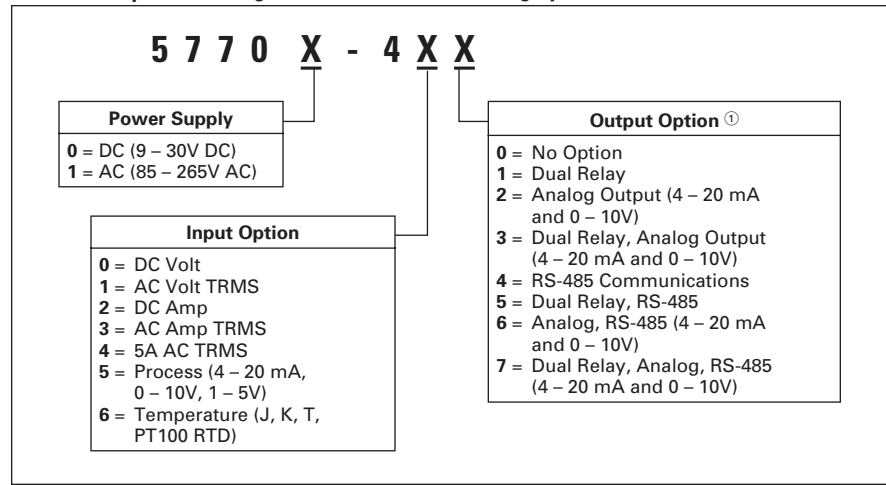 5 7 7 0 X - 4 X X
Power Supply
0 = DC (9 – 30V DC)
1 = AC (85 – 265V AC)
Input Option
0 = DC Volt
1 = AC Volt TRMS
2 = DC Amp
3 = AC Amp TRMS
4 = 5A AC TRMS
5 = Process (4 – 20 mA,
0 – 10V, 1 – 5V)
6 = Temperature (J, K, T,
PT100 RTD)
Output Option ①
0 = No Option
1 = Dual Relay
2 = Analog Output (4 – 20 mA
and 0 – 10V)
3 = Dual Relay, Analog Output
(4 – 20 mA and 0 – 10V)
4 = RS-485 Communications
5 = Dual Relay, RS-485
6 = Analog, RS-485 (4 – 20 mA
and 0 – 10V)
7 = Dual Relay, Analog, RS-485
(4 – 20 mA and 0 – 10V)